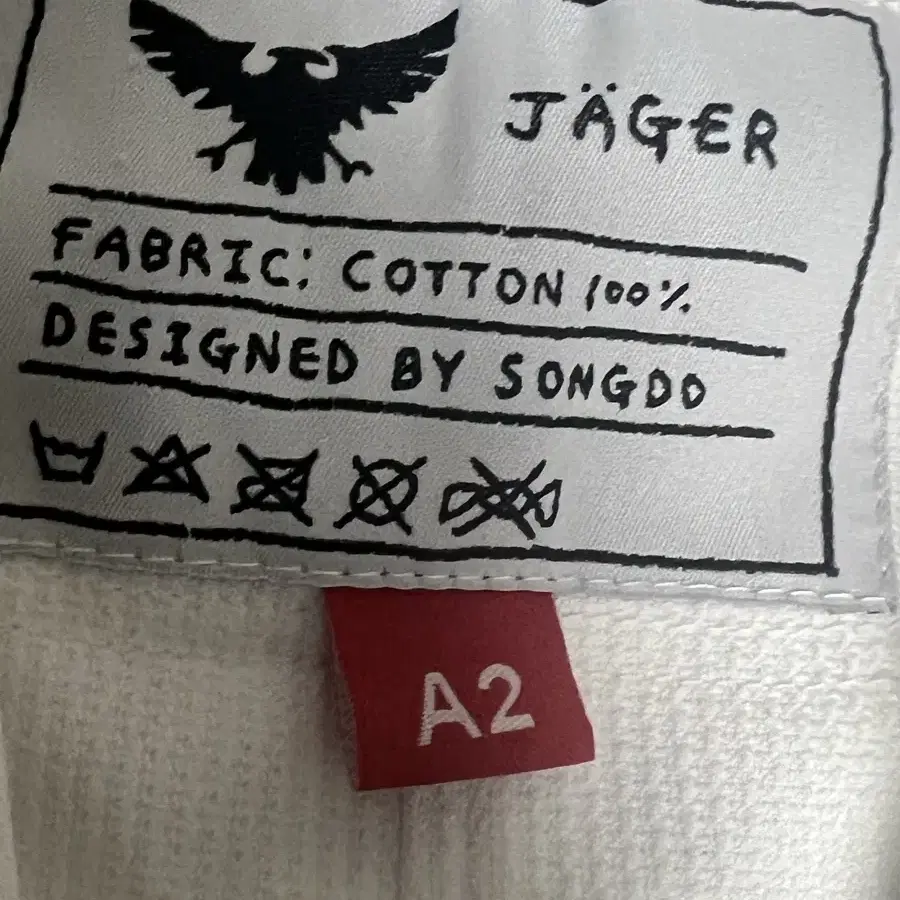 JÄGER
FABRIC: COTTON 100%
DESIGNED BY SONGDO
A2